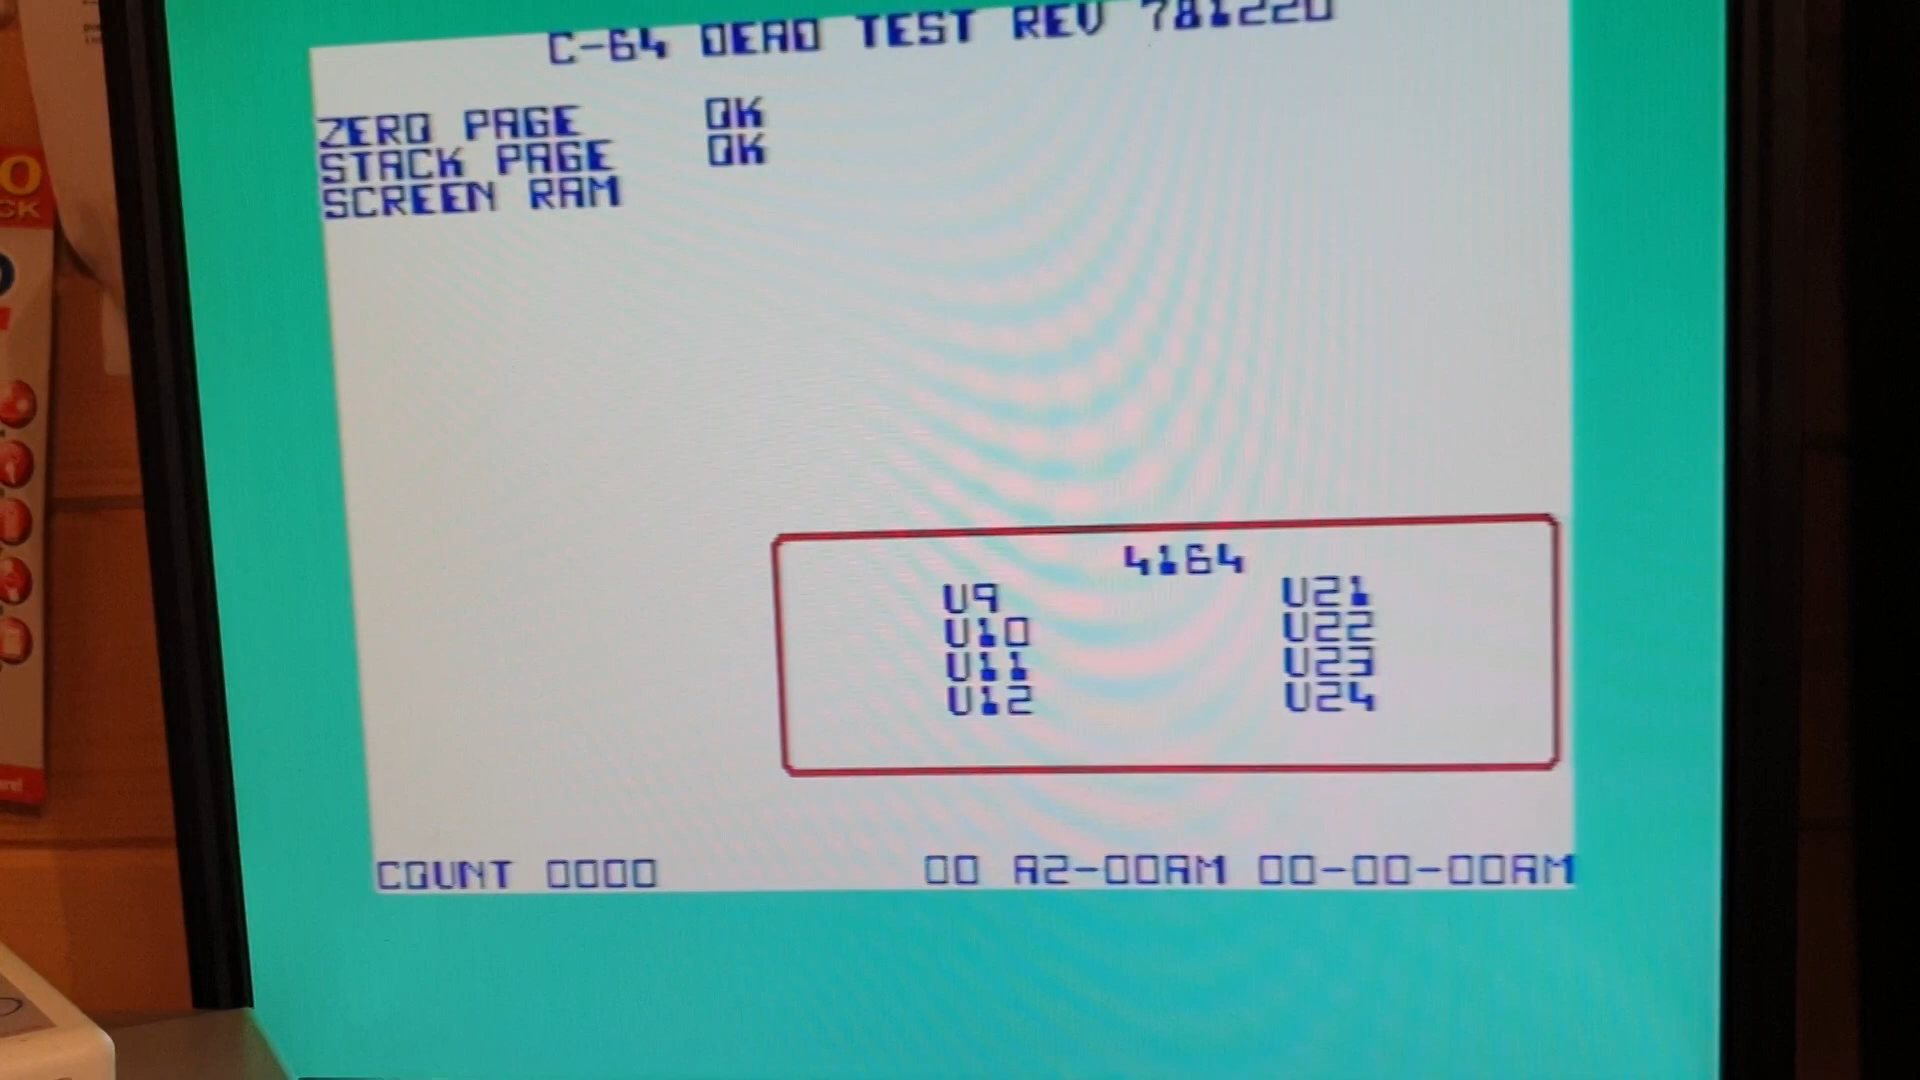 C-64 DEAD TEST REV 781220
ZERO PAGE OK
STACK PAGE OK
SCREEN RAM
4164
U9 U21
U10 U22
U11 U23
U12 U24
COUNT 0000 00 A2-00AM 00-00-00AM